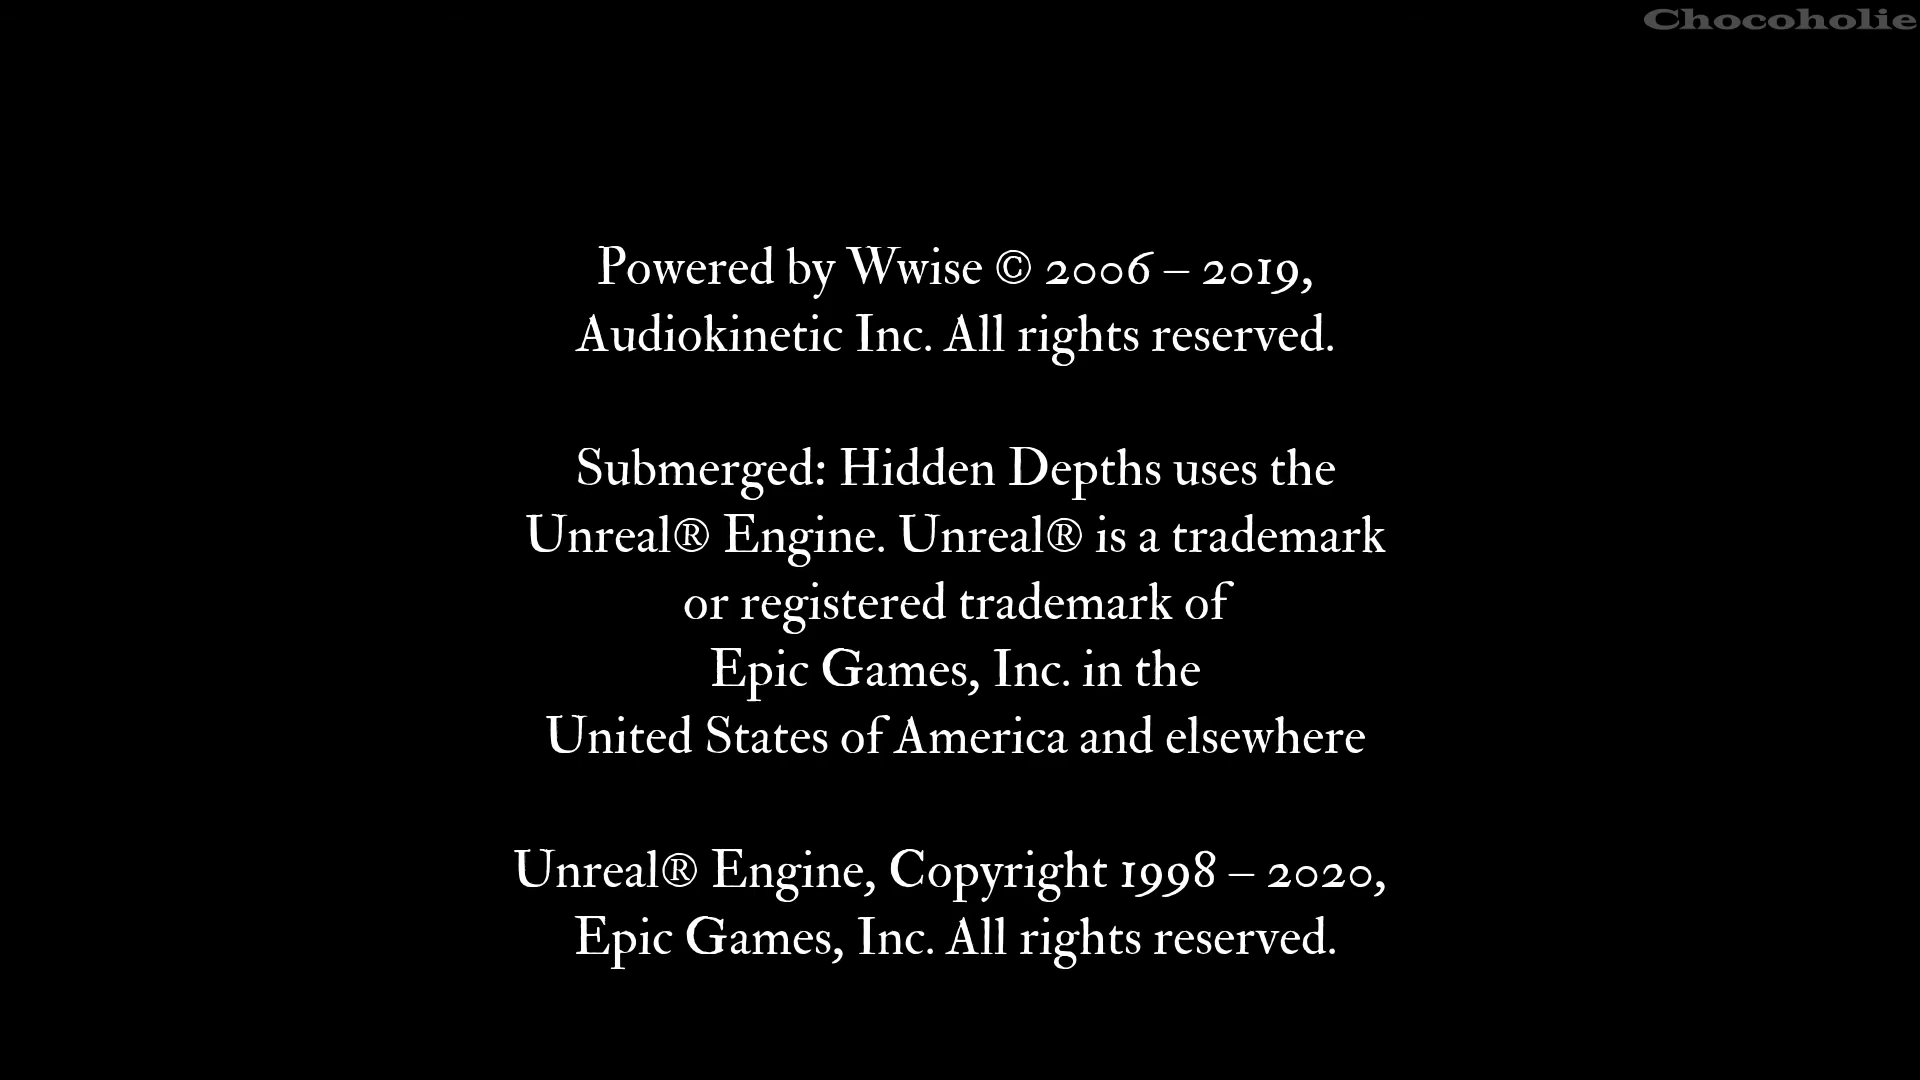 Chocoholie
Powered by Wwise © 2006 – 2019,
Audiokinetic Inc. All rights reserved.
Submerged: Hidden Depths uses the
Unreal® Engine. Unreal® is a trademark
or registered trademark of
Epic Games, Inc. in the
United States of America and elsewhere
Unreal® Engine, Copyright 1998 – 2020,
Epic Games, Inc. All rights reserved.